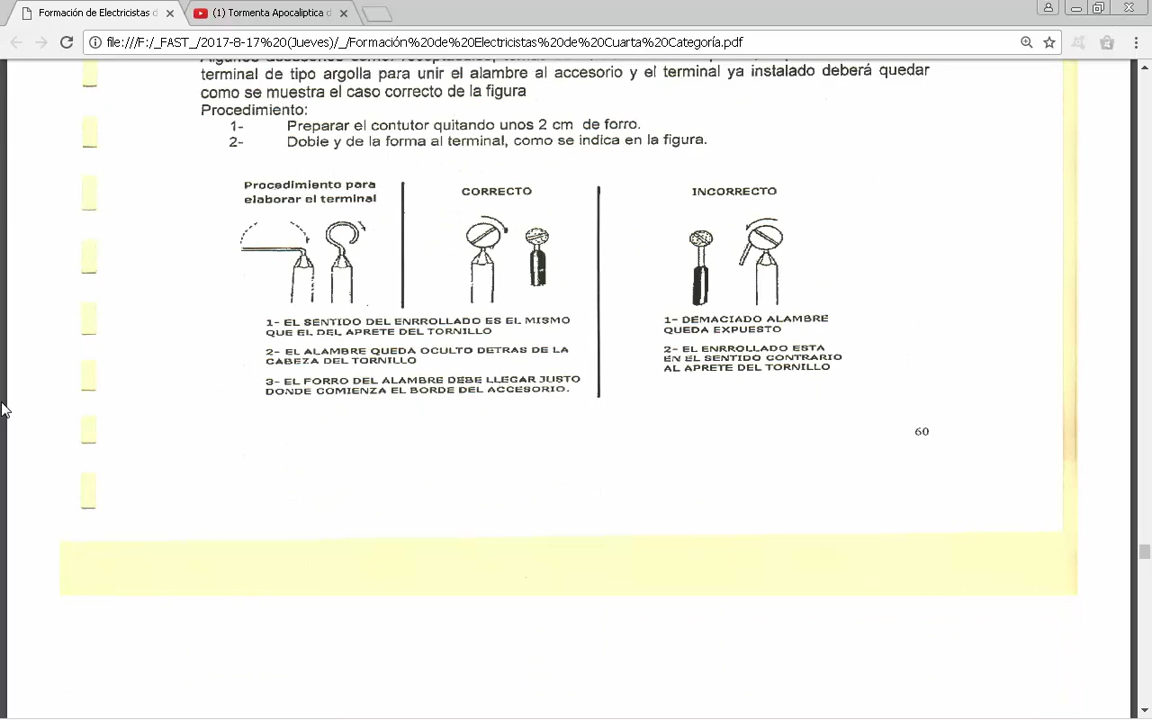 Formación de Electricistas d
(1) Tormenta Apocaliptica d
file:///F:/_FAST_/2017-8-17%20(Jueves)/_/Formación%20de%20Electricistas%20de%20Cuarta%20Categoría.pdf
terminal de tipo argolla para unir el alambre al accesorio y el terminal ya instalado deberá quedar
como se muestra el caso correcto de la figura
Procedimiento:
1- Preparar el contutor quitando unos 2 cm de forro.
2- Doble y de la forma al terminal, como se indica en la figura.
Procedimiento para
elaborar el terminal
CORRECTO
1- EL SENTIDO DEL ENRROLLADO ES EL MISMO
QUE EL DEL APRETE DEL TORNILLO
2- EL ALAMBRE QUEDA OCULTO DETRAS DE LA
CABEZA DEL TORNILLO
3- EL FORRO DEL ALAMBRE DEBE LLEGAR JUSTO
DONDE COMIENZA EL BORDE DEL ACCESORIO.
INCORRECTO
1- DEMACIADO ALAMBRE
QUEDA EXPUESTO
2- EL ENRROLLADO ESTA
EN EL SENTIDO CONTRARIO
AL APRETE DEL TORNILLO
60